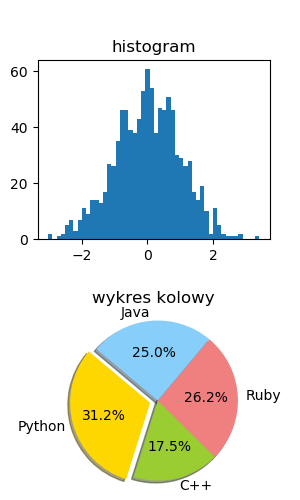 histogram
60
40
20
0
−2
0
2
wykres kolowy
Java
25.0%
Ruby
26.2%
31.2%
Python
17.5%
C++